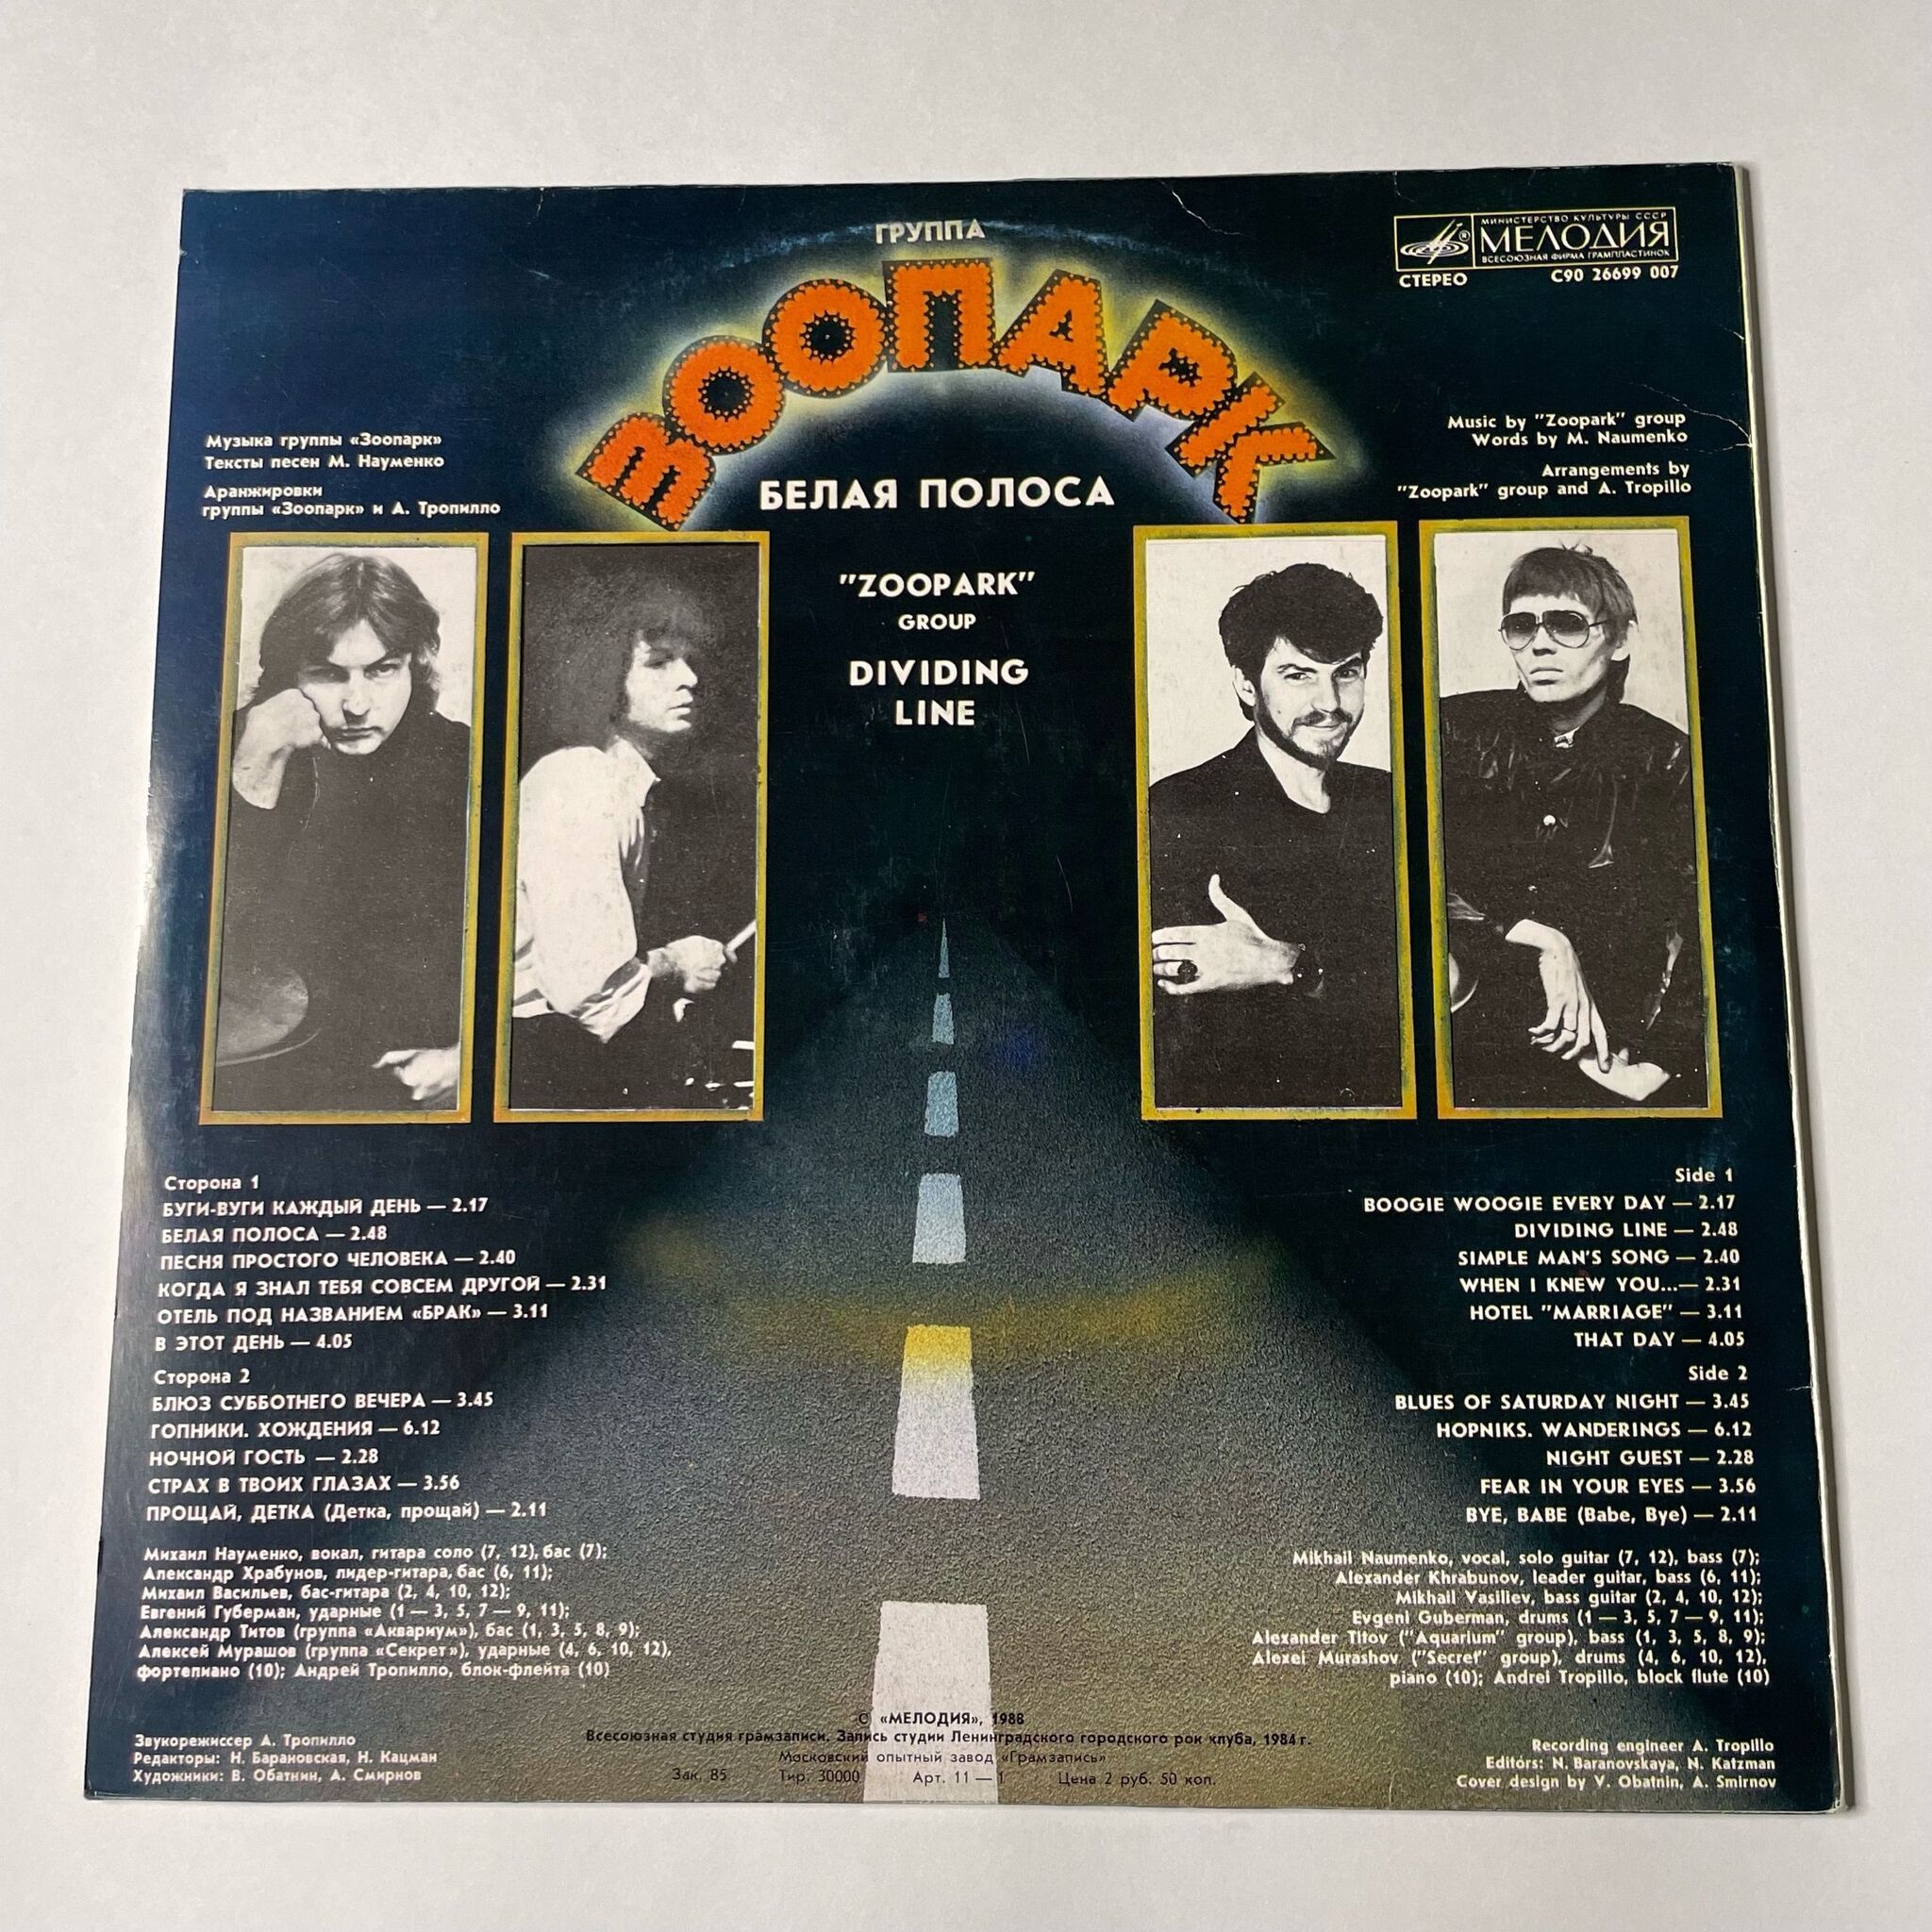 ГРУППА
ЗООПАРК
МИНИСТЕРСТВО КУЛЬТУРЫ СССР
МЕЛОДИЯ
ВСЕСОЮЗНАЯ ФИРМА ГРАМПЛАСТИНОК
СТЕРЕО С90 26699 007
Музыка группы «Зоопарк»
Тексты песен М. Науменко
Аранжировки
группы «Зоопарк» и А. Тропилло
БЕЛАЯ ПОЛОСА
"ZOOPARK"
GROUP
DIVIDING
LINE
Music by "Zoopark" group
Words by M. Naumenko
Arrangements by
"Zoopark" group and A. Tropillo
Сторона 1
БУГИ-ВУГИ КАЖДЫЙ ДЕНЬ — 2.17
БЕЛАЯ ПОЛОСА — 2.48
ПЕСНЯ ПРОСТОГО ЧЕЛОВЕКА — 2.40
КОГДА Я ЗНАЛ ТЕБЯ СОВСЕМ ДРУГОЙ — 2.31
ОТЕЛЬ ПОД НАЗВАНИЕМ «БРАК» — 3.11
В ЭТОТ ДЕНЬ — 4.05
Сторона 2
БЛЮЗ СУББОТНЕГО ВЕЧЕРА — 3.45
ГОПНИКИ. ХОЖДЕНИЯ — 6.12
НОЧНОЙ ГОСТЬ — 2.28
СТРАХ В ТВОИХ ГЛАЗАХ — 3.56
ПРОЩАЙ, ДЕТКА (Детка, прощай) — 2.11
Михаил Науменко, вокал, гитара соло (7, 12), бас (7);
Александр Храбунов, лидер-гитара, бас (6, 11);
Михаил Васильев, бас-гитара (2, 4, 10, 12);
Евгений Губерман, ударные (1 — 3, 5, 7 — 9, 11);
Александр Титов (группа «Аквариум»), бас (1, 3, 5, 8, 9);
Алексей Мурашов (группа «Секрет»), ударные (4, 6, 10, 12),
фортепиано (10); Андрей Тропилло, блок-флейта (10)
Звукорежиссер А. Тропилло
Редакторы: Н. Барановская, Н. Кацман
Художники: В. Обатнин, А. Смирнов
Side 1
BOOGIE WOOGIE EVERY DAY — 2.17
DIVIDING LINE — 2.48
SIMPLE MAN'S SONG — 2.40
WHEN I KNEW YOU...— 2.31
HOTEL "MARRIAGE" — 3.11
THAT DAY — 4.05
Side 2
BLUES OF SATURDAY NIGHT — 3.45
HOPNIKS. WANDERINGS — 6.12
NIGHT GUEST — 2.28
FEAR IN YOUR EYES — 3.56
BYE, BABE (Babe, Bye) — 2.11
Mikhail Naumenko, vocal, solo guitar (7, 12), bass (7);
Alexander Khrabunov, leader guitar, bass (6, 11);
Mikhail Vasiliev, bass guitar (2, 4, 10, 12);
Evgeni Guberman, drums (1 — 3, 5, 7 — 9, 11);
Alexander Titov ("Aquarium" group), bass (1, 3, 5, 8, 9);
Alexei Murashov ("Secret" group), drums (4, 6, 10, 12),
piano (10); Andrei Tropillo, block flute (10)
Recording engineer A. Tropillo
Editórs: N. Baranovskaya, N. Katzman
Cover design by V. Obatnin, A. Smirnov
© «МЕЛОДИЯ», 1988
Всесоюзная студия грамзаписи. Запись студии Ленинградского городского рок клуба, 1984 г.
Московский опытный завод «Грамзапись»
Зак. 85 Тир. 30000 Арт. 11 — 1 Цена 2 руб. 50 коп.